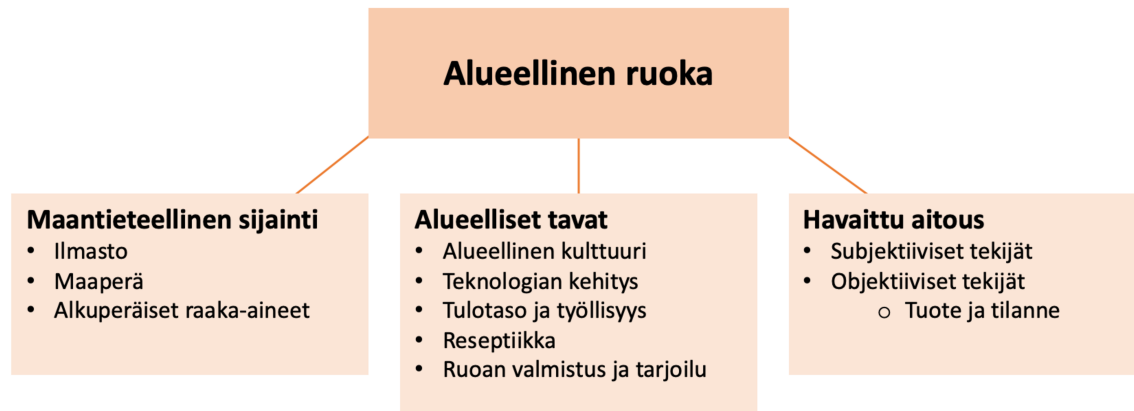 Alueellinen ruoka
Maantieteellinen sijainti
• Ilmasto
• Maaperä
• Alkuperäiset raaka-aineet
Alueelliset tavat
• Alueellinen kulttuuri
• Teknologian kehitys
• Tulotaso ja työllisyys
• Reseptiikka
• Ruoan valmistus ja tarjoilu
Havaittu aitous
• Subjektiiviset tekijät
• Objektiiviset tekijät
o Tuote ja tilanne